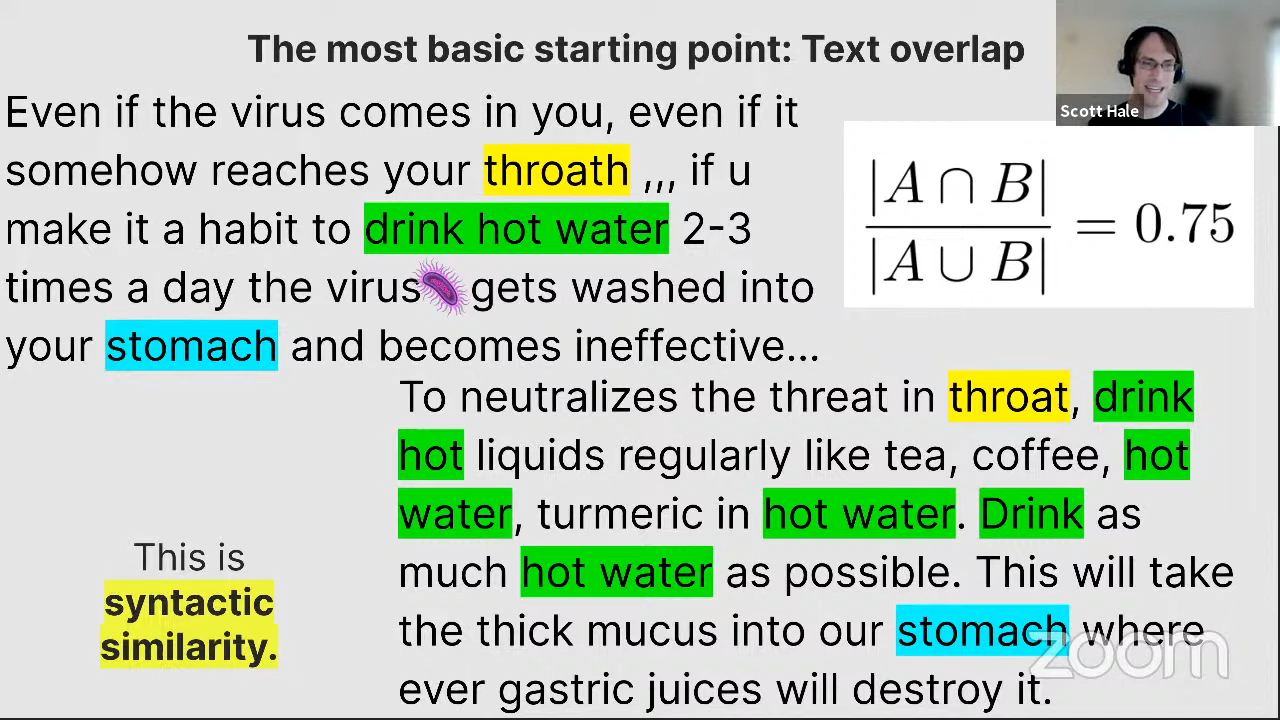 The most basic starting point: Text overlap
Scott Hale
Even if the virus comes in you, even if it
somehow reaches your throath ,,, if u
make it a habit to drink hot water 2-3
times a day the virus gets washed into
your stomach and becomes ineffective...
|A ∩ B|
|A ∪ B|
= 0.75
To neutralizes the threat in throat, drink
hot liquids regularly like tea, coffee, hot
water, turmeric in hot water. Drink as
much hot water as possible. This will take
the thick mucus into our stomach where
ever gastric juices will destroy it.
This is
syntactic
similarity.
zoom